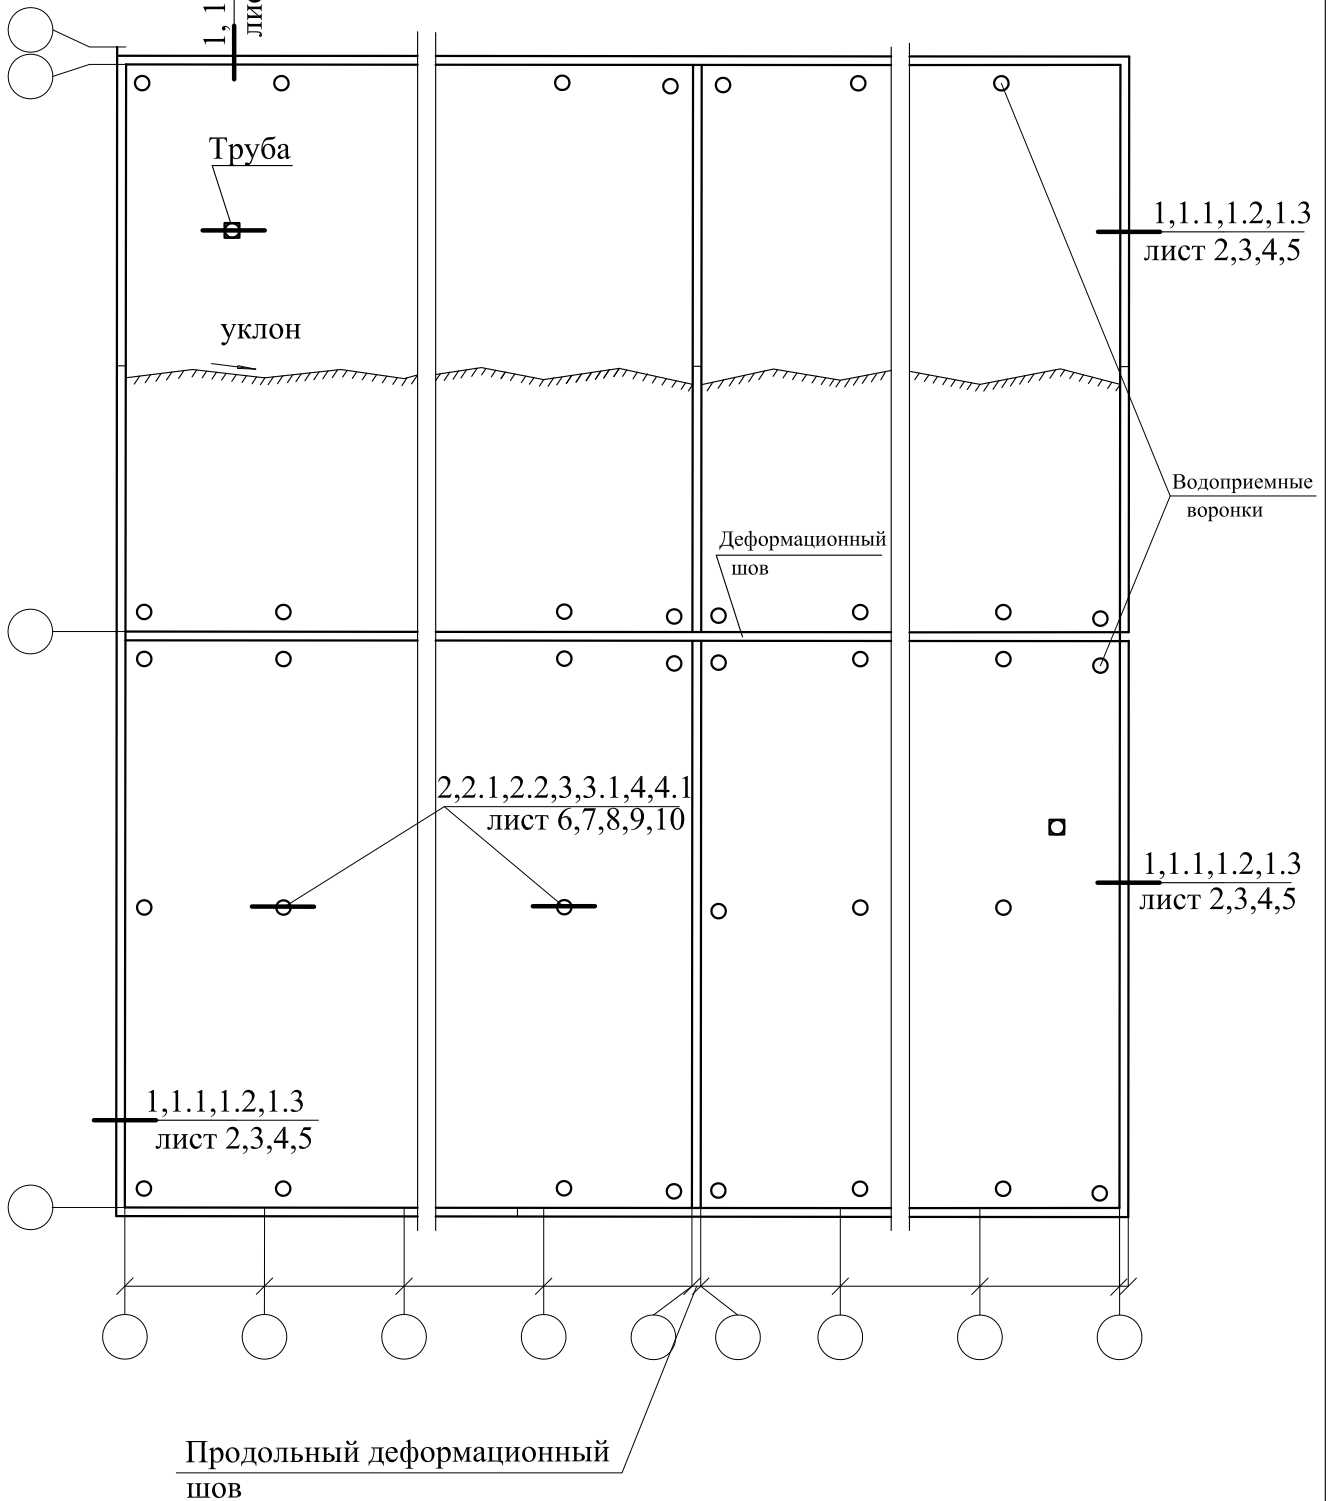 1, 1
Труба
1,1.1,1.2,1.3
лист 2,3,4,5
уклон
Водоприемные
воронки
Деформационный
шов
2,2.1,2.2,3,3.1,4,4.1
лист 6,7,8,9,10
1,1.1,1.2,1.3
лист 2,3,4,5
1,1.1,1.2,1.3
лист 2,3,4,5
Продольный деформационный
шов